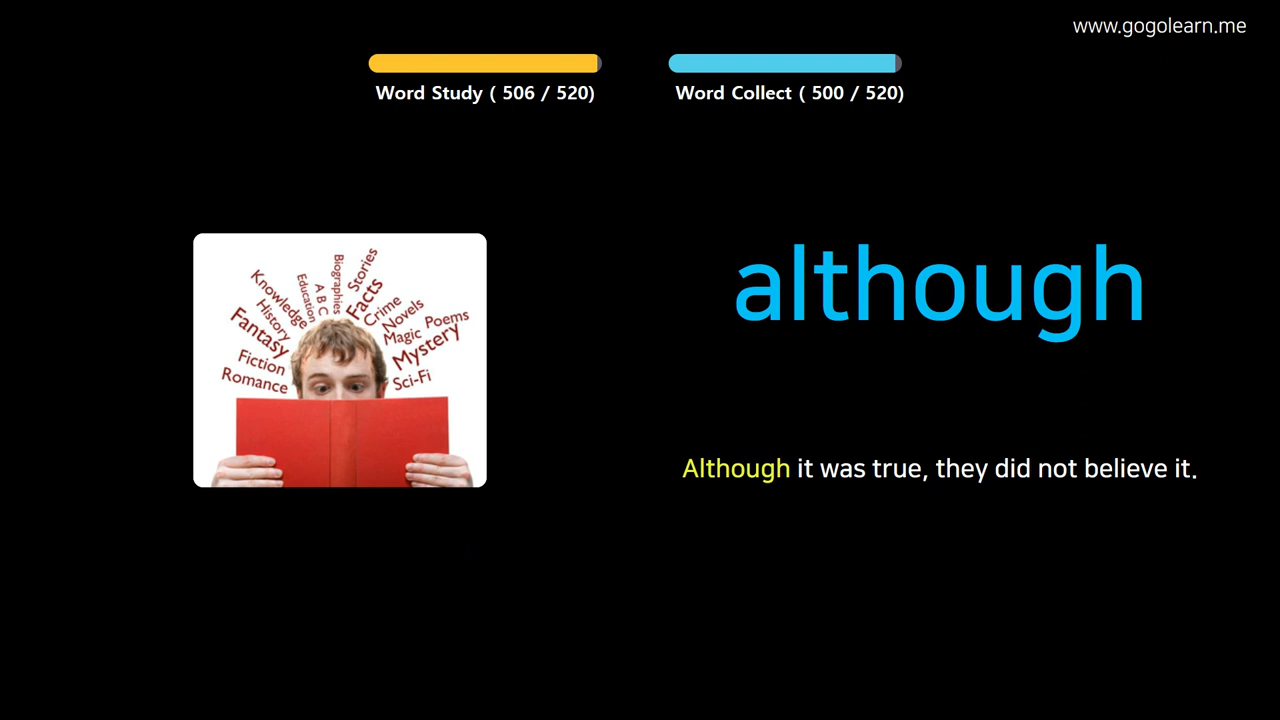 www.gogolearn.me
Word Study ( 506 / 520)
Word Collect ( 500 / 520)
Stories
Biographies
Facts
A B C
Education
Knowledge
Crime
History
Novels
Poems
Fantasy
Magic
Mystery
Fiction
Romance
Sci-Fi
although
Although it was true, they did not believe it.